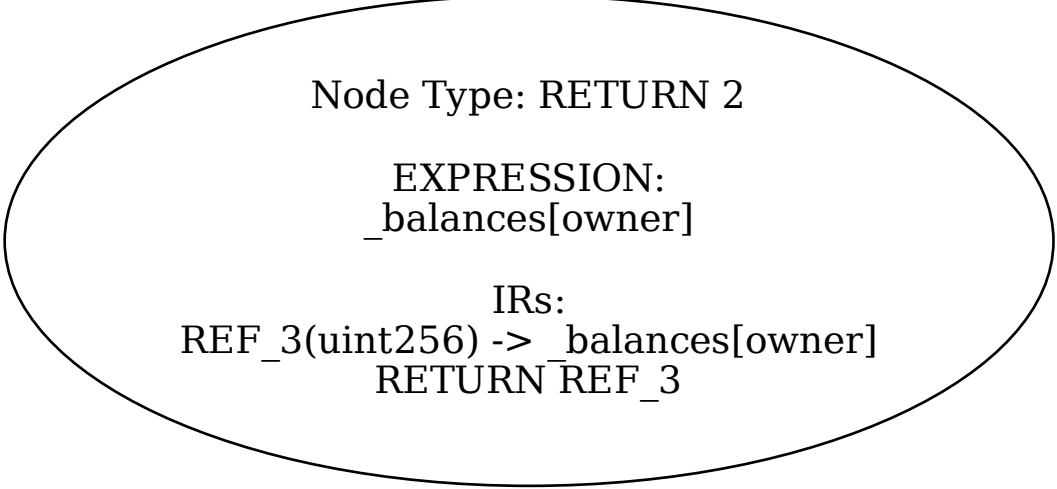 Node Type: RETURN 2
EXPRESSION:
_balances[owner]
IRs:
REF_3(uint256) -> _balances[owner]
RETURN REF_3